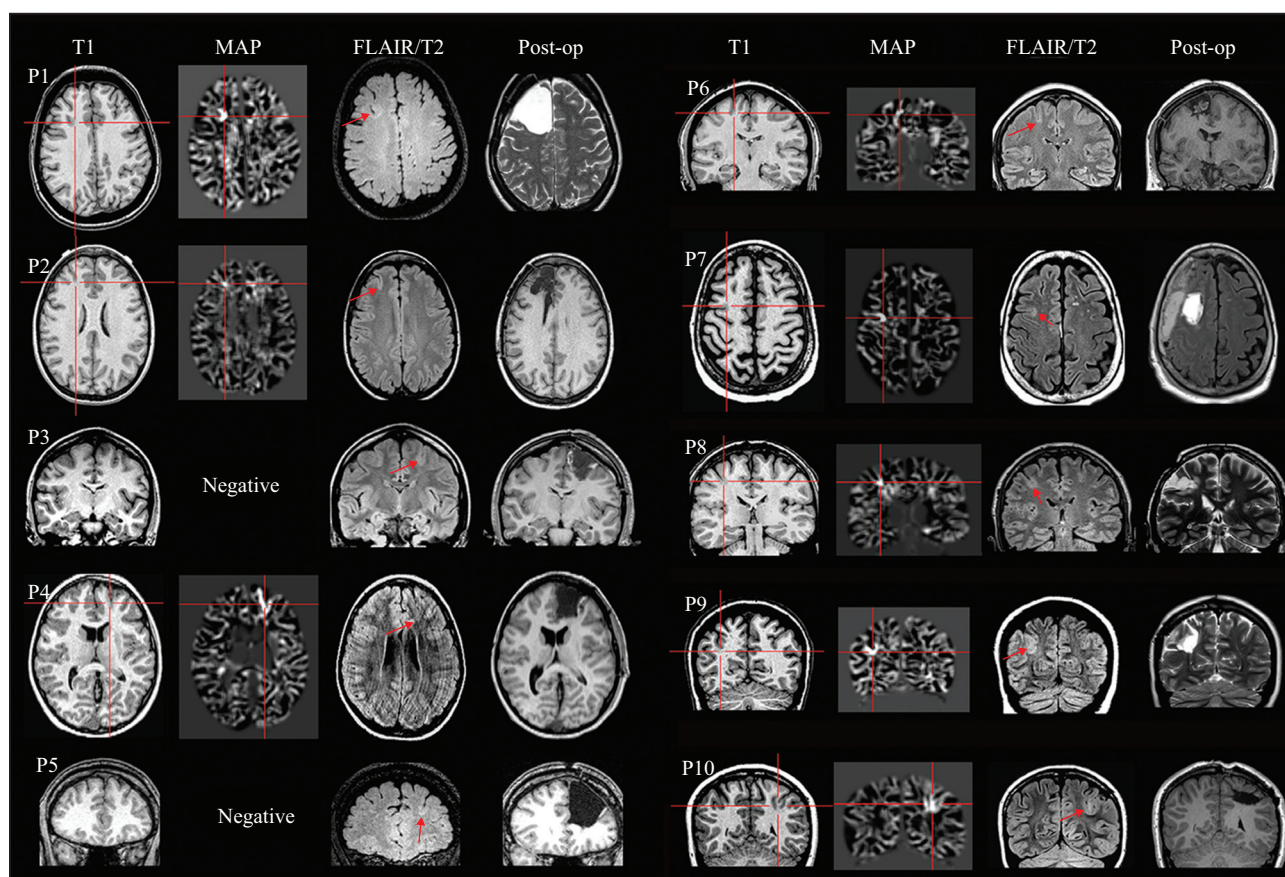 T1 MAP FLAIR/T2 Post-op
P1
P2
P3
Negative
P4
P5
Negative
T1 MAP FLAIR/T2 Post-op
P6
P7
P8
P9
P10